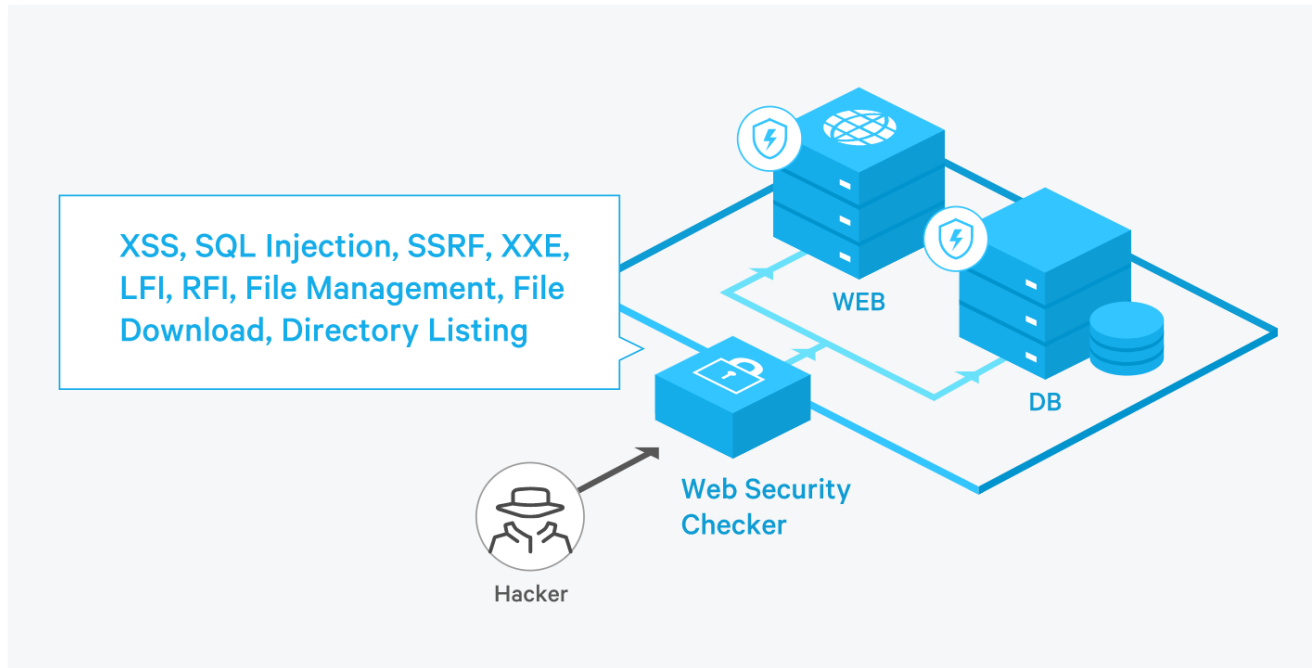 XSS, SQL Injection, SSRF, XXE,
LFI, RFI, File Management, File
Download, Directory Listing
WEB
DB
Web Security
Checker
Hacker